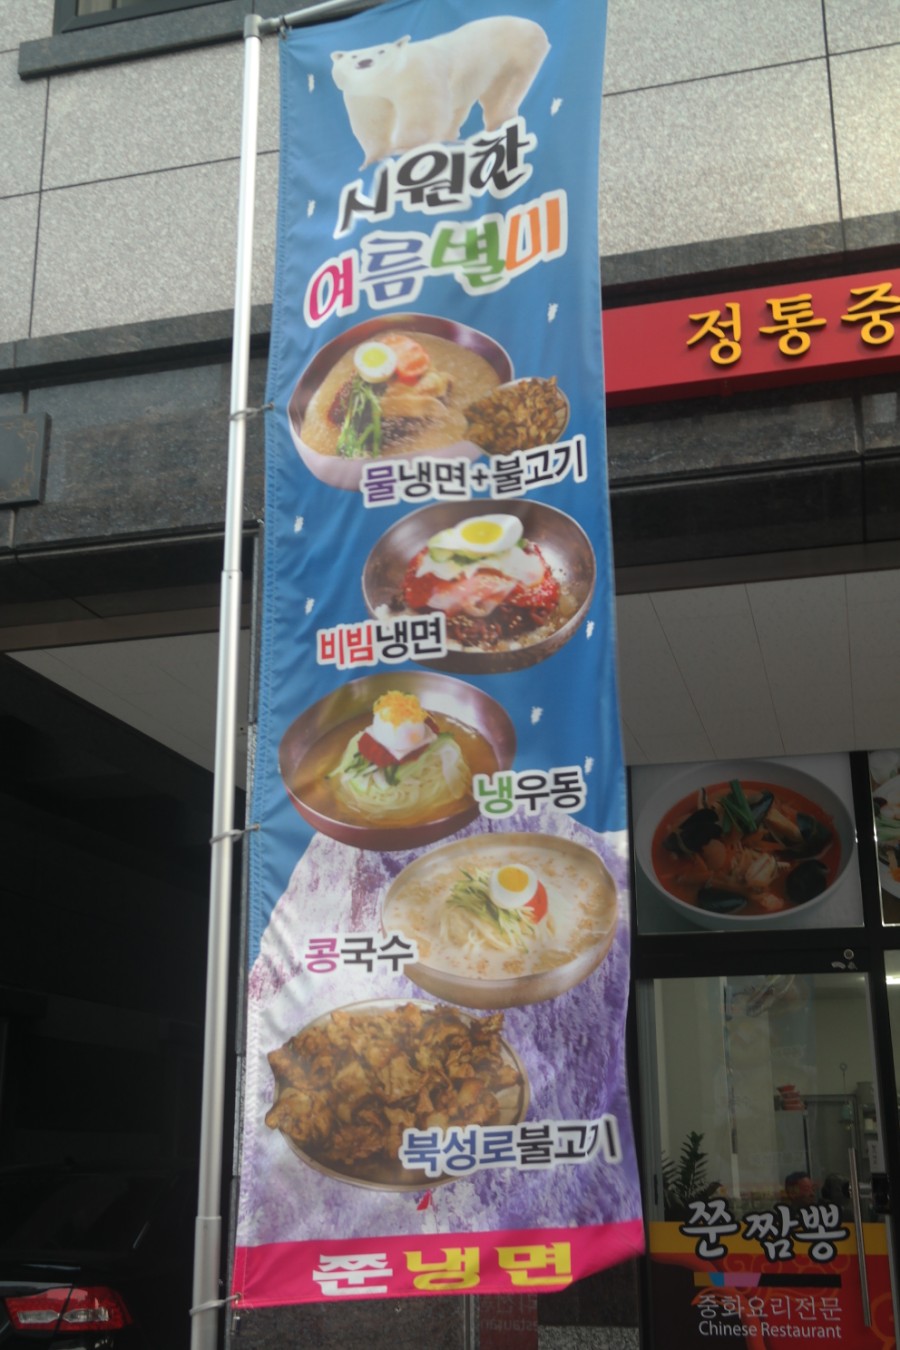 시원한
여름별미
정통중
물냉면+불고기
비빔냉면
냉우동
콩국수
북성로불고기
쭌냉면
쭌짬뽕
중화요리전문
Chinese Restaurant